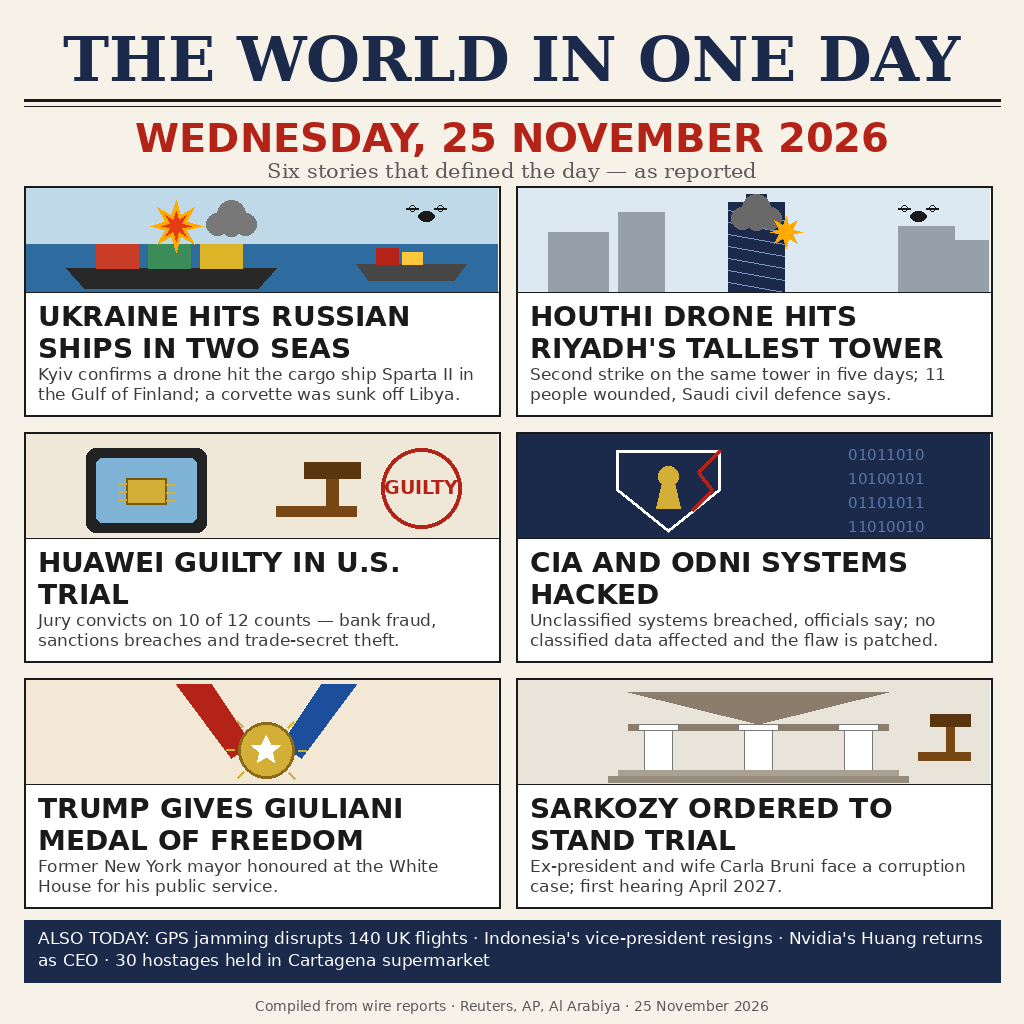 THE WORLD IN ONE DAY
WEDNESDAY, 25 NOVEMBER 2026
Six stories that defined the day — as reported
UKRAINE HITS RUSSIAN
SHIPS IN TWO SEAS
Kyiv confirms a drone hit the cargo ship Sparta II in
the Gulf of Finland; a corvette was sunk off Libya.
HOUTHI DRONE HITS
RIYADH'S TALLEST TOWER
Second strike on the same tower in five days; 11
people wounded, Saudi civil defence says.
GUILTY
HUAWEI GUILTY IN U.S.
TRIAL
Jury convicts on 10 of 12 counts — bank fraud,
sanctions breaches and trade-secret theft.
01011010
10100101
01101011
11010010
CIA AND ODNI SYSTEMS
HACKED
Unclassified systems breached, officials say; no
classified data affected and the flaw is patched.
TRUMP GIVES GIULIANI
MEDAL OF FREEDOM
Former New York mayor honoured at the White
House for his public service.
SARKOZY ORDERED TO
STAND TRIAL
Ex-president and wife Carla Bruni face a corruption
case; first hearing April 2027.
ALSO TODAY: GPS jamming disrupts 140 UK flights · Indonesia's vice-president resigns · Nvidia's Huang returns
as CEO · 30 hostages held in Cartagena supermarket
Compiled from wire reports · Reuters, AP, Al Arabiya · 25 November 2026